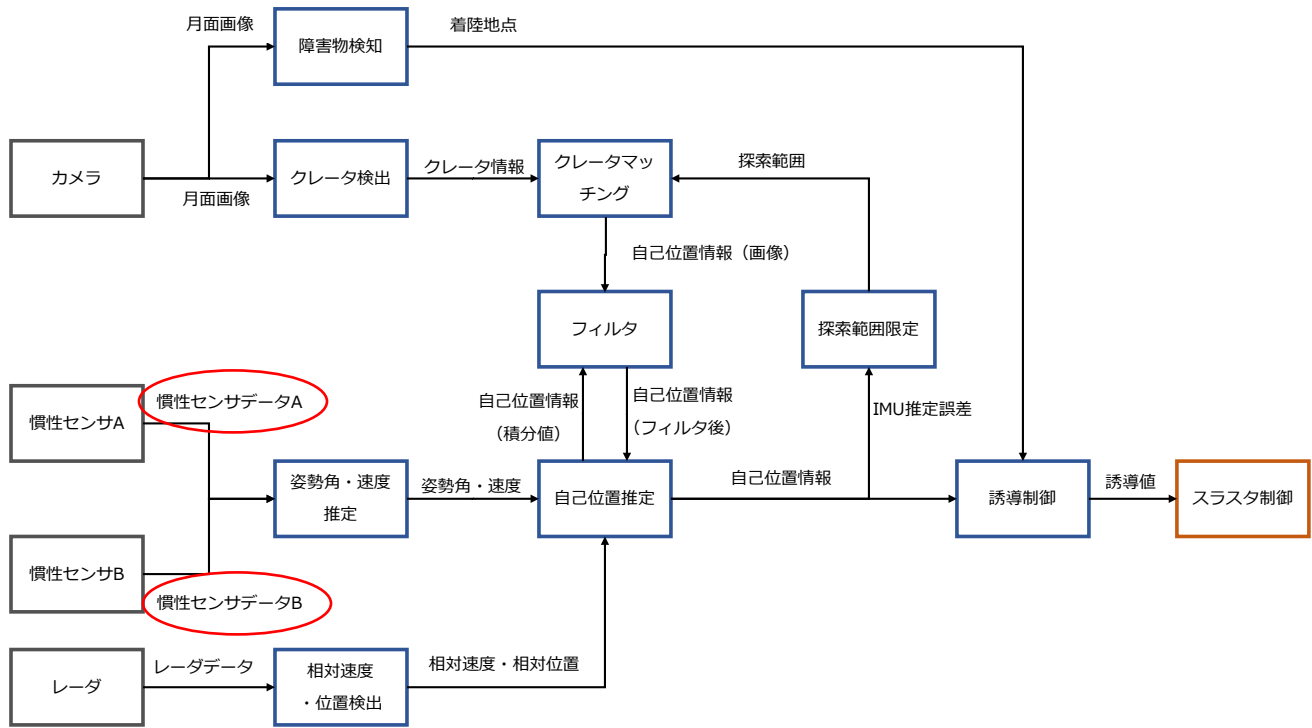 月面画像
障害物検知
着陸地点
カメラ
月面画像
クレータ検出
クレータ情報
クレータマッ
チング
探索範囲
自己位置情報（画像）
フィルタ
探索範囲限定
慣性センサA
慣性センサデータA
自己位置情報
（積分値）
自己位置情報
（フィルタ後）
IMU推定誤差
姿勢角・速度
推定
姿勢角・速度
自己位置推定
自己位置情報
誘導制御
誘導値
スラスタ制御
慣性センサB
慣性センサデータB
レーダ
レーダデータ
相対速度
・位置検出
相対速度・相対位置